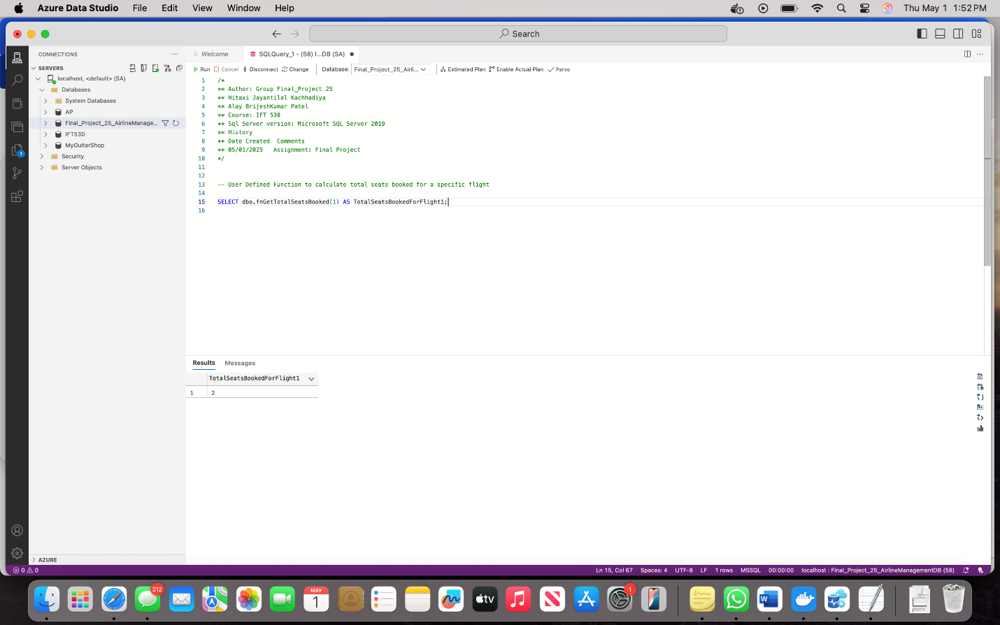 Azure Data Studio File Edit View Window Help Thu May 1 1:52 PM
Search
CONNECTIONS
Welcome
SQLQuery_1 - (58) l...DB (SA)
SERVERS
Run Cancel Disconnect Change Database: Final_Project_25_Airli... Estimated Plan Enable Actual Plan Parse
localhost, <default> (SA)
Databases
System Databases
AP
Final_Project_25_AirlineManage...
IFT530
MyGuitarShop
Security
Server Objects
1 /*
2 ** Author: Group Final_Project 25
3 ** Hitaxi Jayantilal Kachhadiya
4 ** Alay BrijeshKumar Patel
5 ** Course: IFT 530
6 ** Sql Server version: Microsoft SQL Server 2019
7 ** History
8 ** Date Created  Comments
9 ** 05/01/2025   Assignment: Final Project
10 */
11
12
13 -- User Defined Function to calculate total seats booked for a specific flight
14
15 SELECT dbo.fnGetTotalSeatsBooked(1) AS TotalSeatsBookedForFlight1;
16
Results Messages
TotalSeatsBookedForFlight1
1 2
AZURE
0 0 Ln 15, Col 67 Spaces: 4 UTF-8 LF 1 rows MSSQL 00:00:00 localhost : Final_Project_25_AirlineManagementDB (58)
1
212
MAY
1
tv
1
W
DOCX